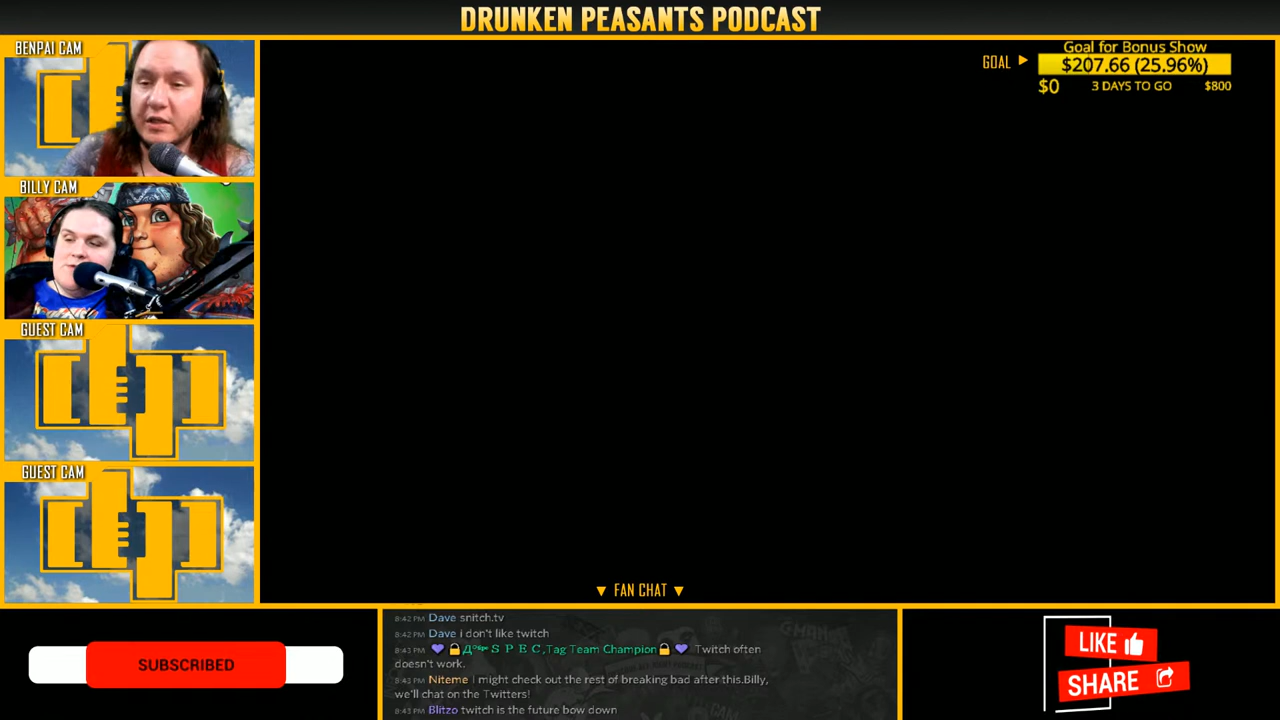 DRUNKEN PEASANTS PODCAST
BENPAI CAM
BILLY CAM
GUEST CAM
GUEST CAM
GOAL ▶
Goal for Bonus Show
$207.66 (25.96%)
$0 3 DAYS TO GO $800
▼ FAN CHAT ▼
8:42 PM Dave snitch.tv
8:42 PM Dave i don't like twitch
S P E C,Tag Team Champion🔒 💜 Twitch often
doesn't work.
8:43 PM Niteme I might check out the rest of breaking bad after this.Billy,
we'll chat on the Twitters!
8:43 PM Blitzo twitch is the future bow down
SUBSCRIBED
LIKE
SHARE